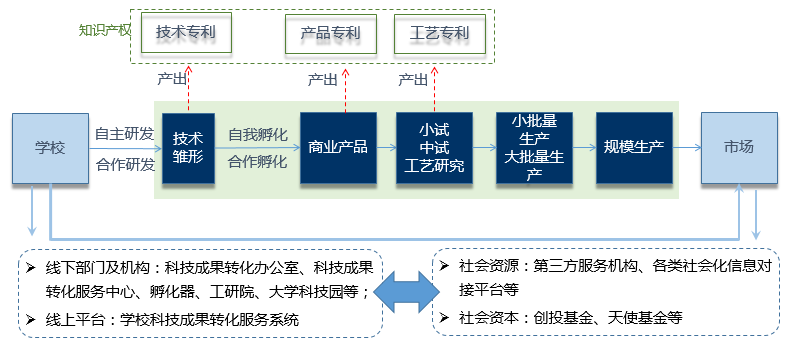 知识产权
技术专利
产品专利
工艺专利
产出
产出
产出
学校
自主研发
合作研发
技术
雏形
自我孵化
合作孵化
商业产品
小试
中试
工艺研究
小批量
生产
大批量生
产
规模生产
市场
➢ 线下部门及机构：科技成果转化办公室、科技成果
转化服务中心、孵化器、工研院、大学科技园等；
➢ 线上平台：学校科技成果转化服务系统
➢ 社会资源：第三方服务机构、各类社会化信息对
接平台等
➢ 社会资本：创投基金、天使基金等